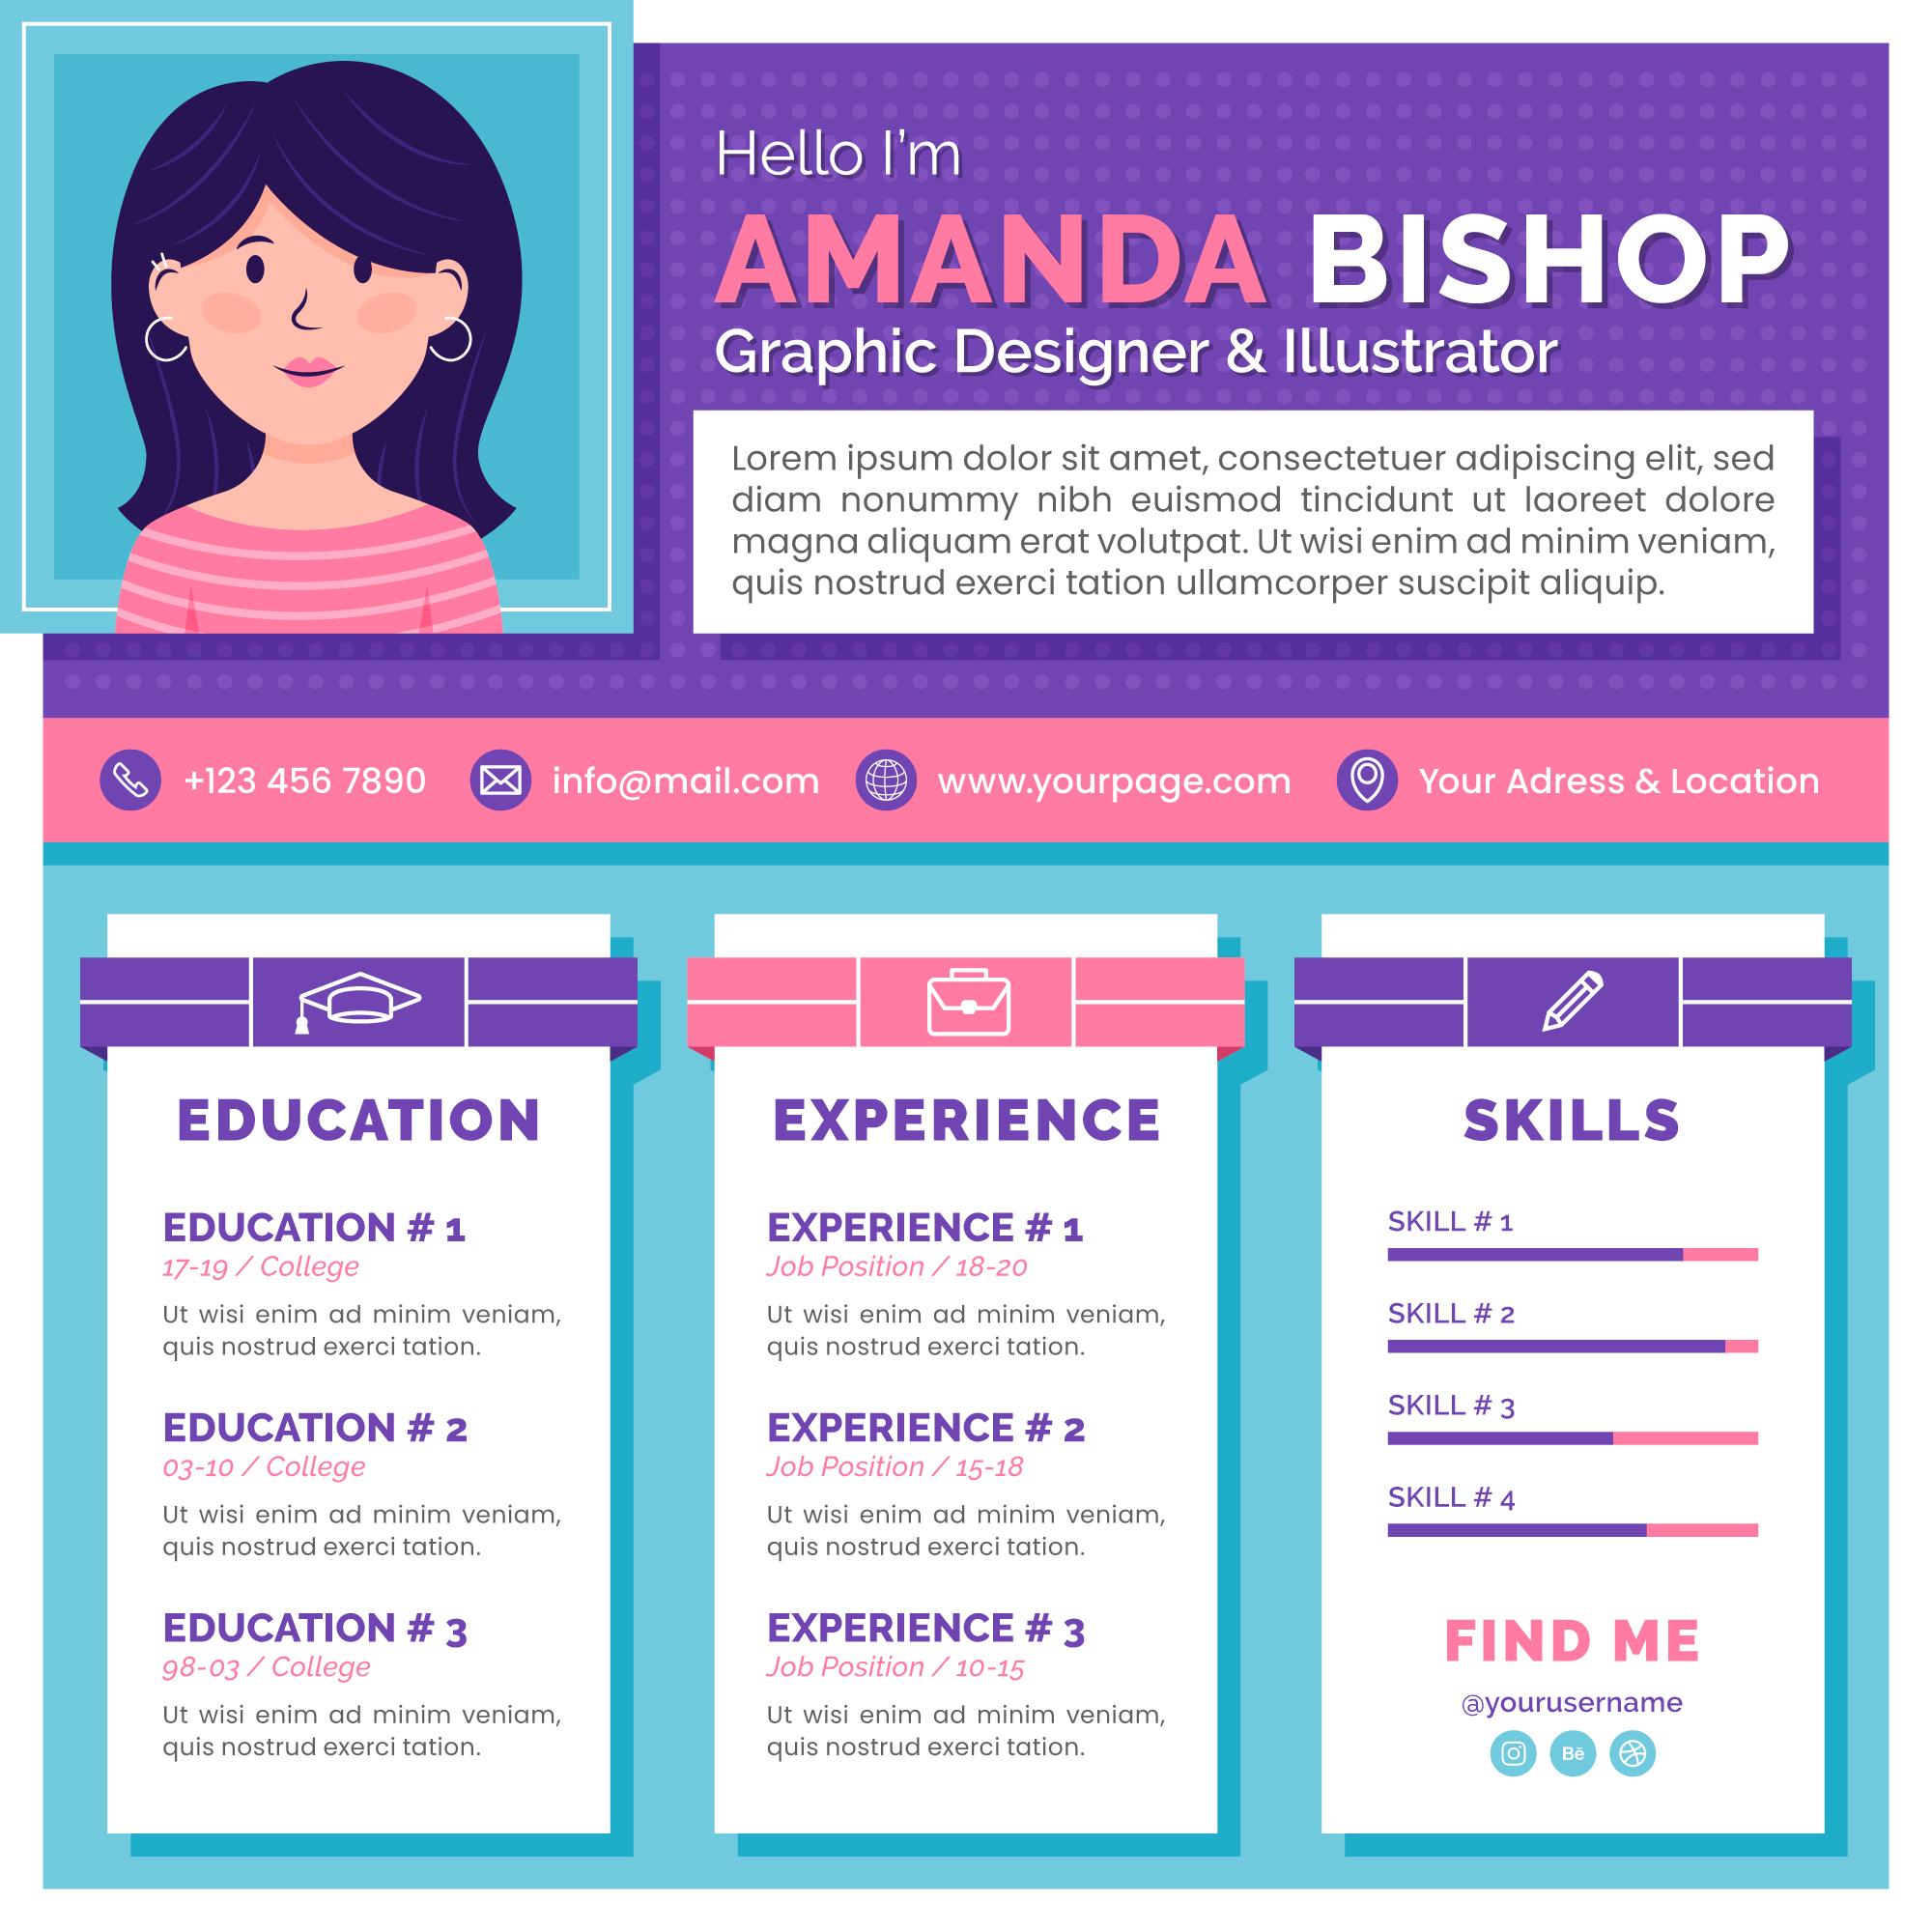 Hello I'm
AMANDA BISHOP
Graphic Designer & Illustrator
Lorem ipsum dolor sit amet, consectetuer adipiscing elit, sed
diam nonummy nibh euismod tincidunt ut laoreet dolore
magna aliquam erat volutpat. Ut wisi enim ad minim veniam,
quis nostrud exerci tation ullamcorper suscipit aliquip.
+123 456 7890
info@mail.com
www.yourpage.com
Your Adress & Location
EDUCATION
EDUCATION # 1
17-19 / College
Ut wisi enim ad minim veniam,
quis nostrud exerci tation.
EDUCATION # 2
03-10 / College
Ut wisi enim ad minim veniam,
quis nostrud exerci tation.
EDUCATION # 3
98-03 / College
Ut wisi enim ad minim veniam,
quis nostrud exerci tation.
EXPERIENCE
EXPERIENCE # 1
Job Position / 18-20
Ut wisi enim ad minim veniam,
quis nostrud exerci tation.
EXPERIENCE # 2
Job Position / 15-18
Ut wisi enim ad minim veniam,
quis nostrud exerci tation.
EXPERIENCE # 3
Job Position / 10-15
Ut wisi enim ad minim veniam,
quis nostrud exerci tation.
SKILLS
SKILL # 1
SKILL # 2
SKILL # 3
SKILL # 4
FIND ME
@yourusername
Bē